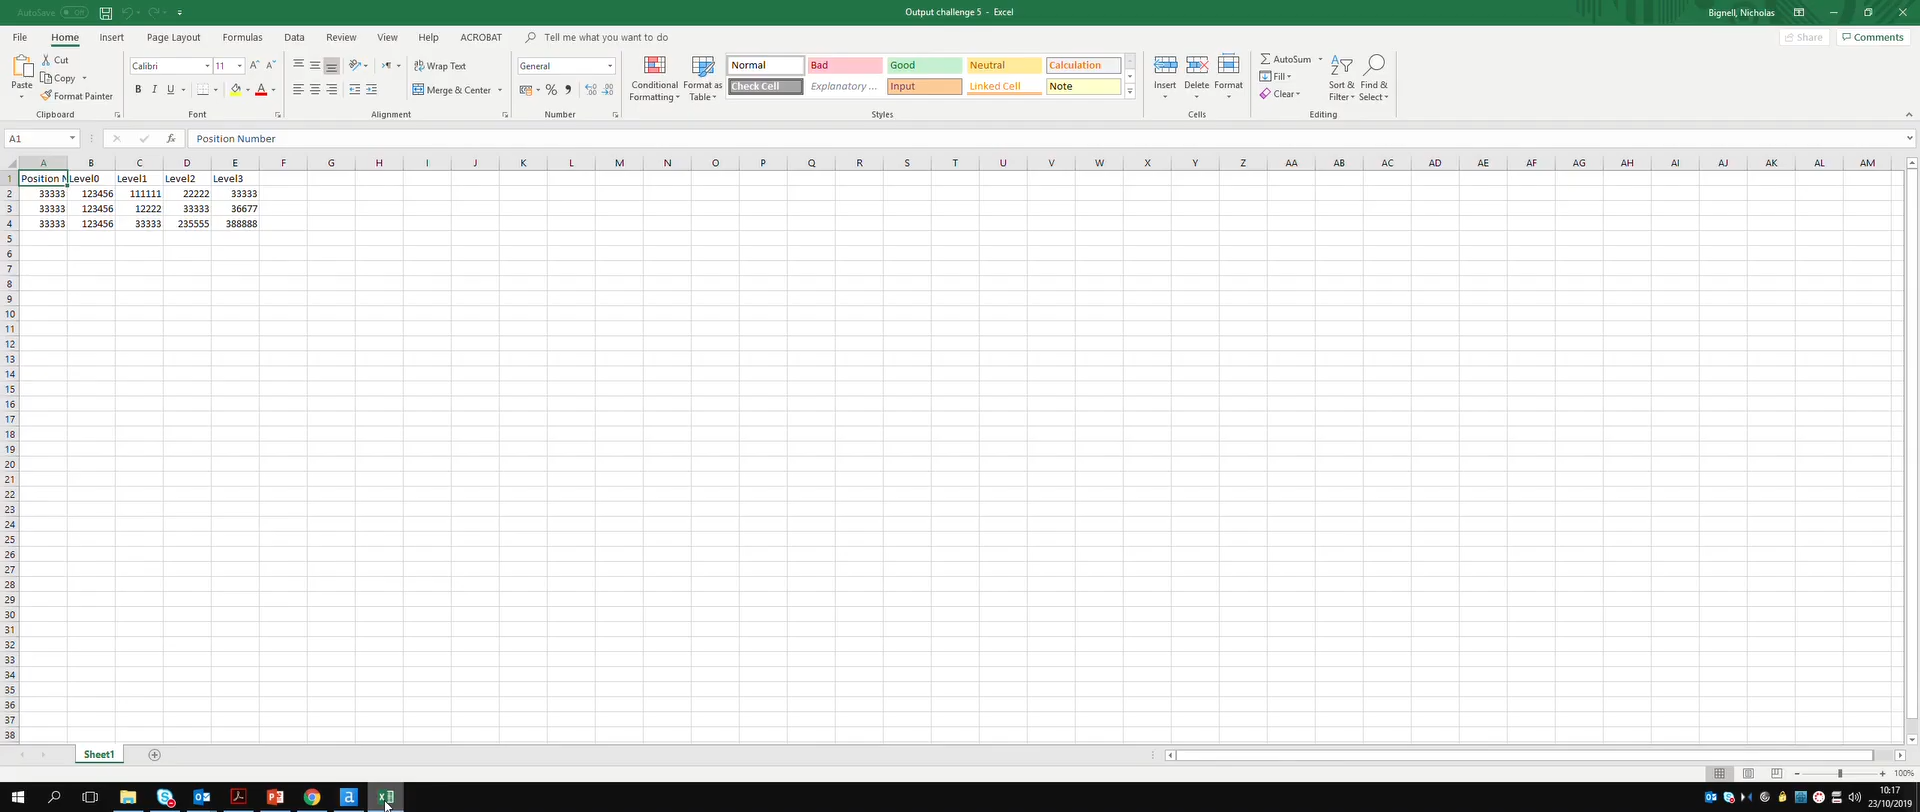 AutoSave Off Output challenge 5 - Excel Bignell, Nicholas
File Home Insert Page Layout Formulas Data Review View Help ACROBAT Tell me what you want to do Share Comments
Paste Cut Copy Format Painter Clipboard
Calibri 11 A A B I U A Font
Wrap Text Merge & Center Alignment
General % , Number
Conditional Formatting Format as Table
Normal Bad Good Neutral Calculation
Check Cell Explanatory ... Input Linked Cell Note
Styles
Insert Delete Format Cells
AutoSum Fill Clear Sort & Filter Find & Select Editing
A1 fx Position Number
A B C D E F G H I J K L M N O P Q R S T U V W X Y Z AA AB AC AD AE AF AG AH AI AJ AK AL AM
1 Position N Level0 Level1 Level2 Level3
2 33333 123456 111111 22222 33333
3 33333 123456 12222 33333 36677
4 33333 123456 33333 235555 388888
5
6
7
8
9
10
11
12
13
14
15
16
17
18
19
20
21
22
23
24
25
26
27
28
29
30
31
32
33
34
35
36
37
38
Sheet1
100%
10:17
23/10/2019